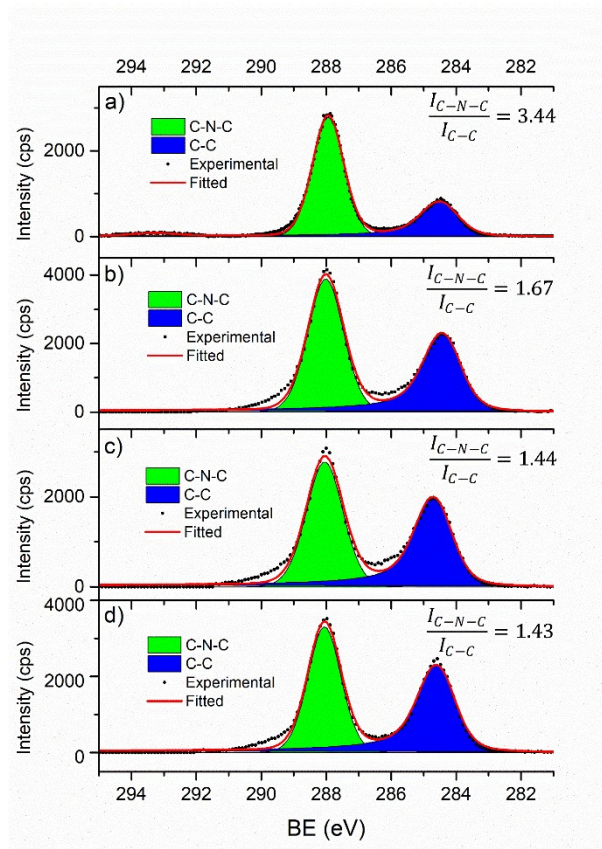 294 292 290 288 286 284 282
a)
C-N-C
C-C
Experimental
Fitted
I_{C-N-C}/I_{C-C} = 3.44
2000
0
Intensity (cps)
b)
C-N-C
C-C
Experimental
Fitted
I_{C-N-C}/I_{C-C} = 1.67
4000
2000
0
Intensity (cps)
c)
C-N-C
C-C
Experimental
Fitted
I_{C-N-C}/I_{C-C} = 1.44
2000
0
Intensity (cps)
d)
C-N-C
C-C
Experimental
Fitted
I_{C-N-C}/I_{C-C} = 1.43
4000
2000
0
Intensity (cps)
294 292 290 288 286 284 282
BE (eV)